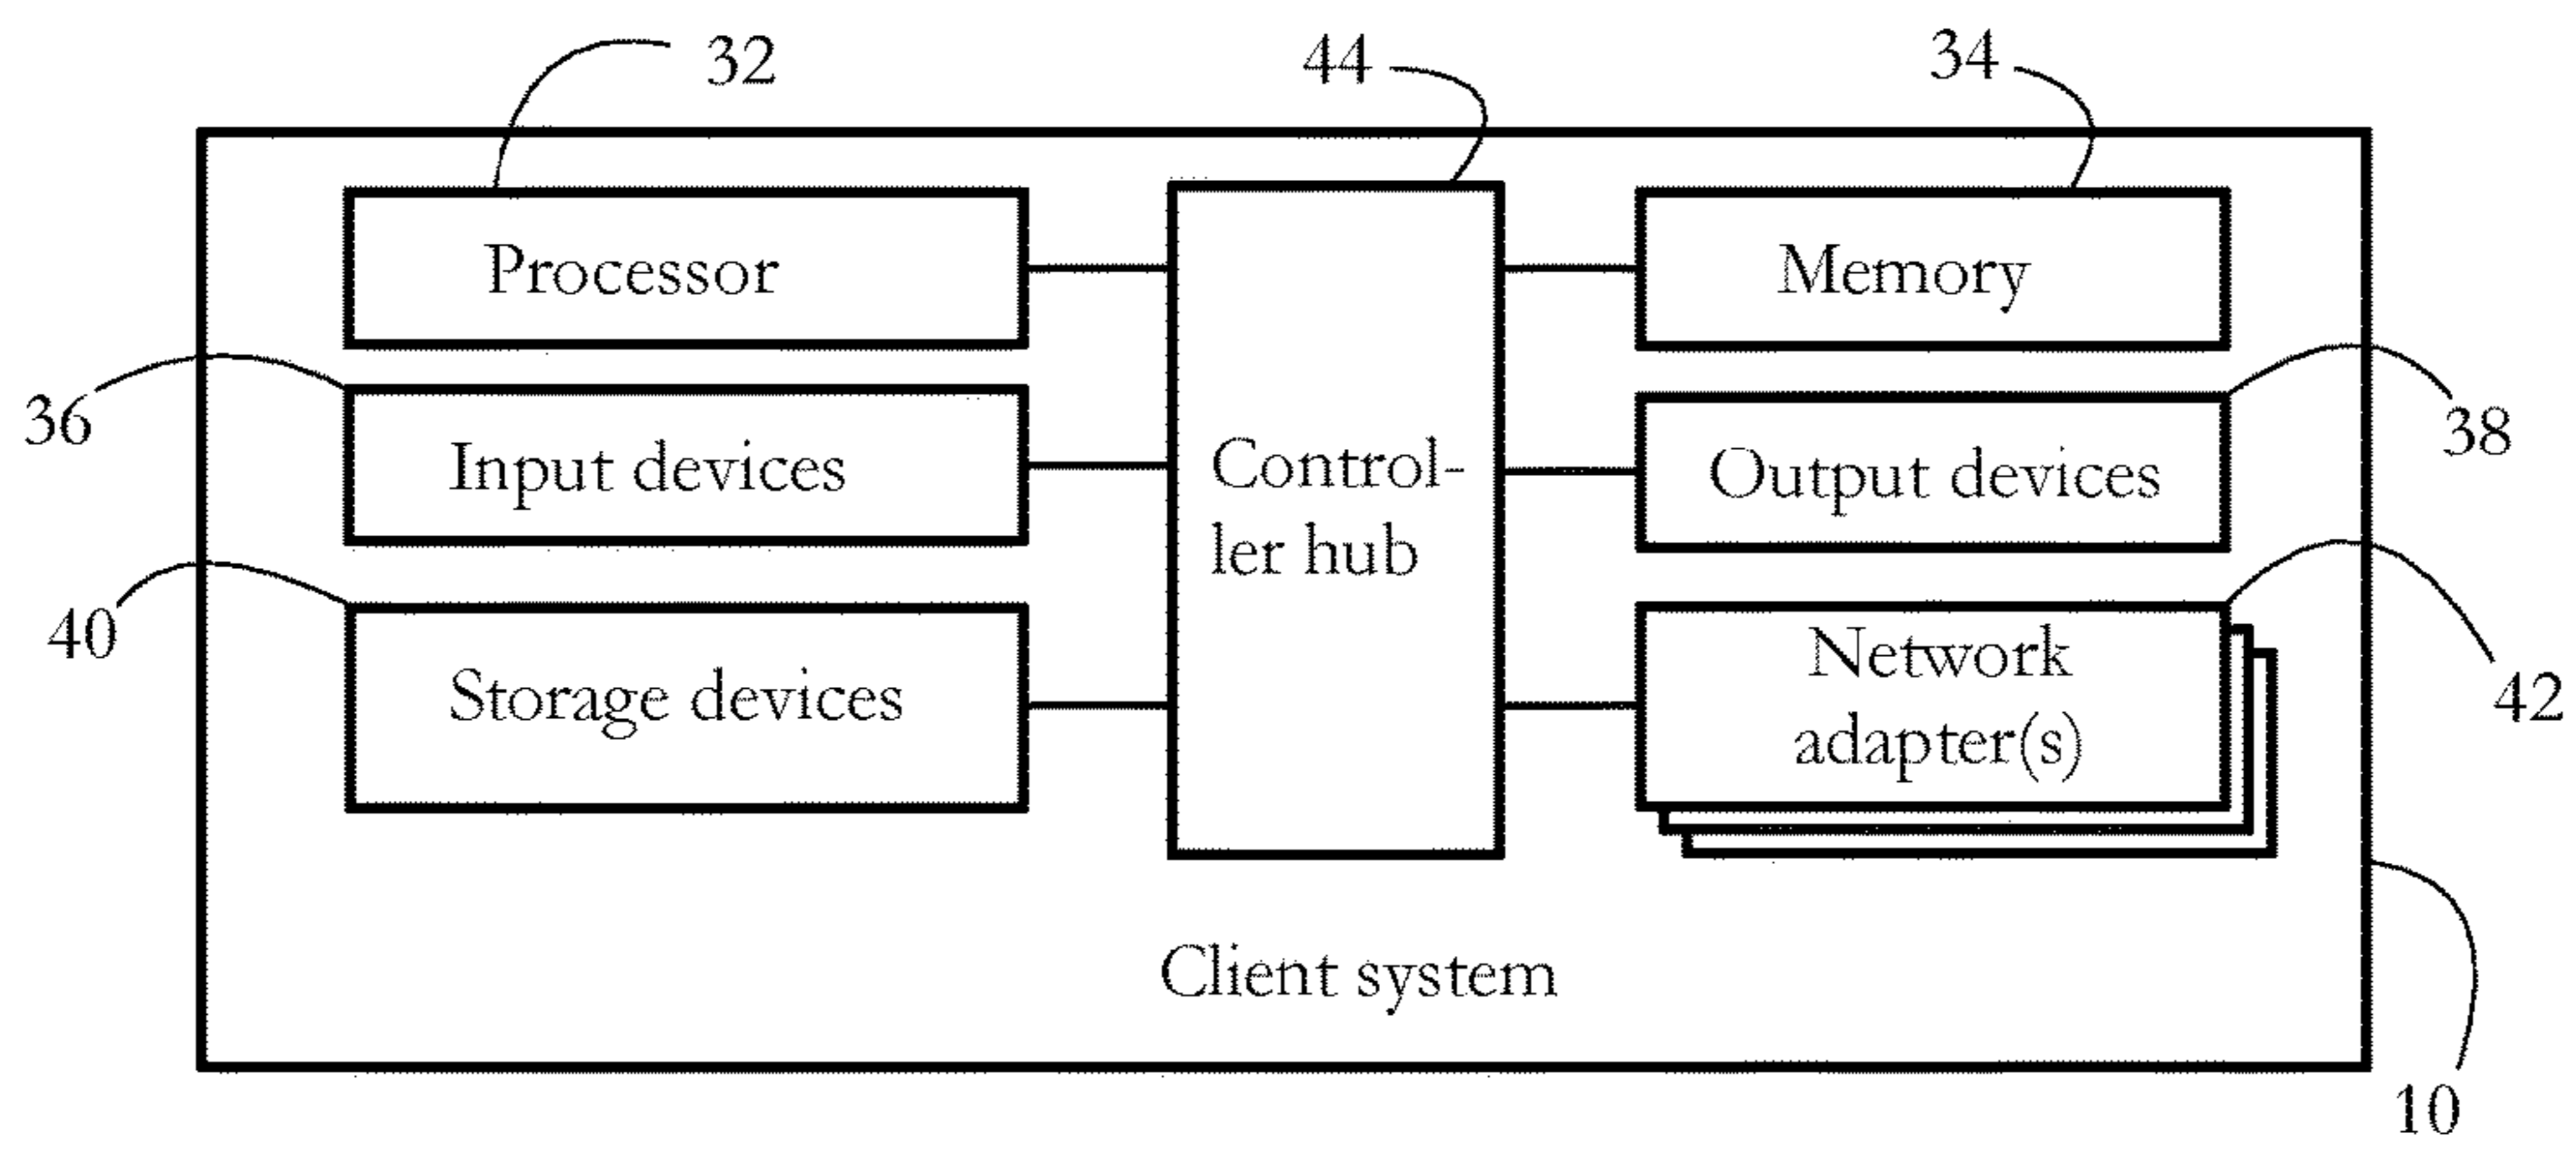 32
44
34
Processor
Memory
36
Input devices
Control-
ler hub
Output devices
38
40
Storage devices
Network
adapter(s)
42
Client system
10